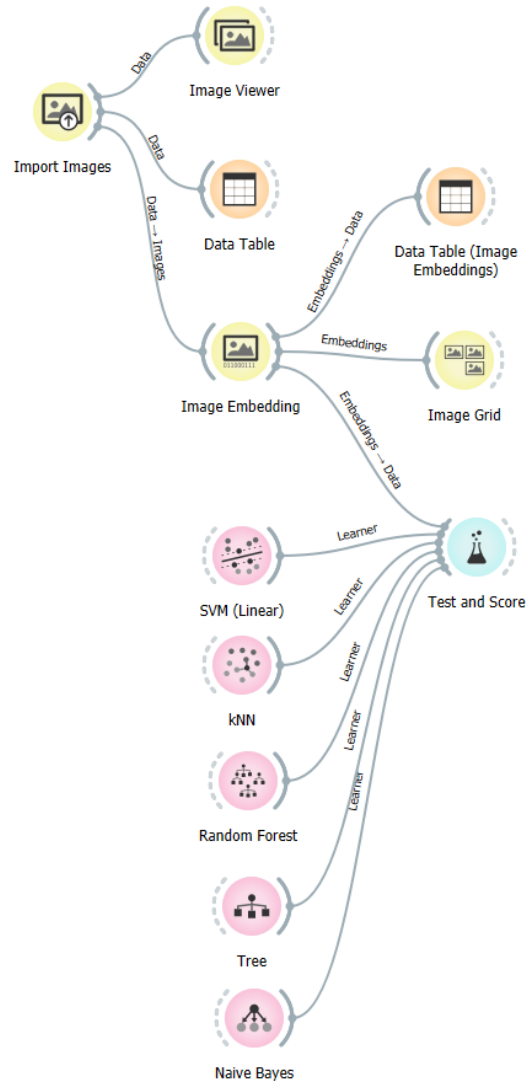 Data
Image Viewer
Import Images
Data
Data Table
Data → Images
Embeddings → Data
Data Table (Image
Embeddings)
011000111
Image Embedding
Embeddings
Image Grid
Embeddings → Data
Learner
SVM (Linear)
Test and Score
Learner
kNN
Learner
Random Forest
Learner
Tree
Learner
Naive Bayes